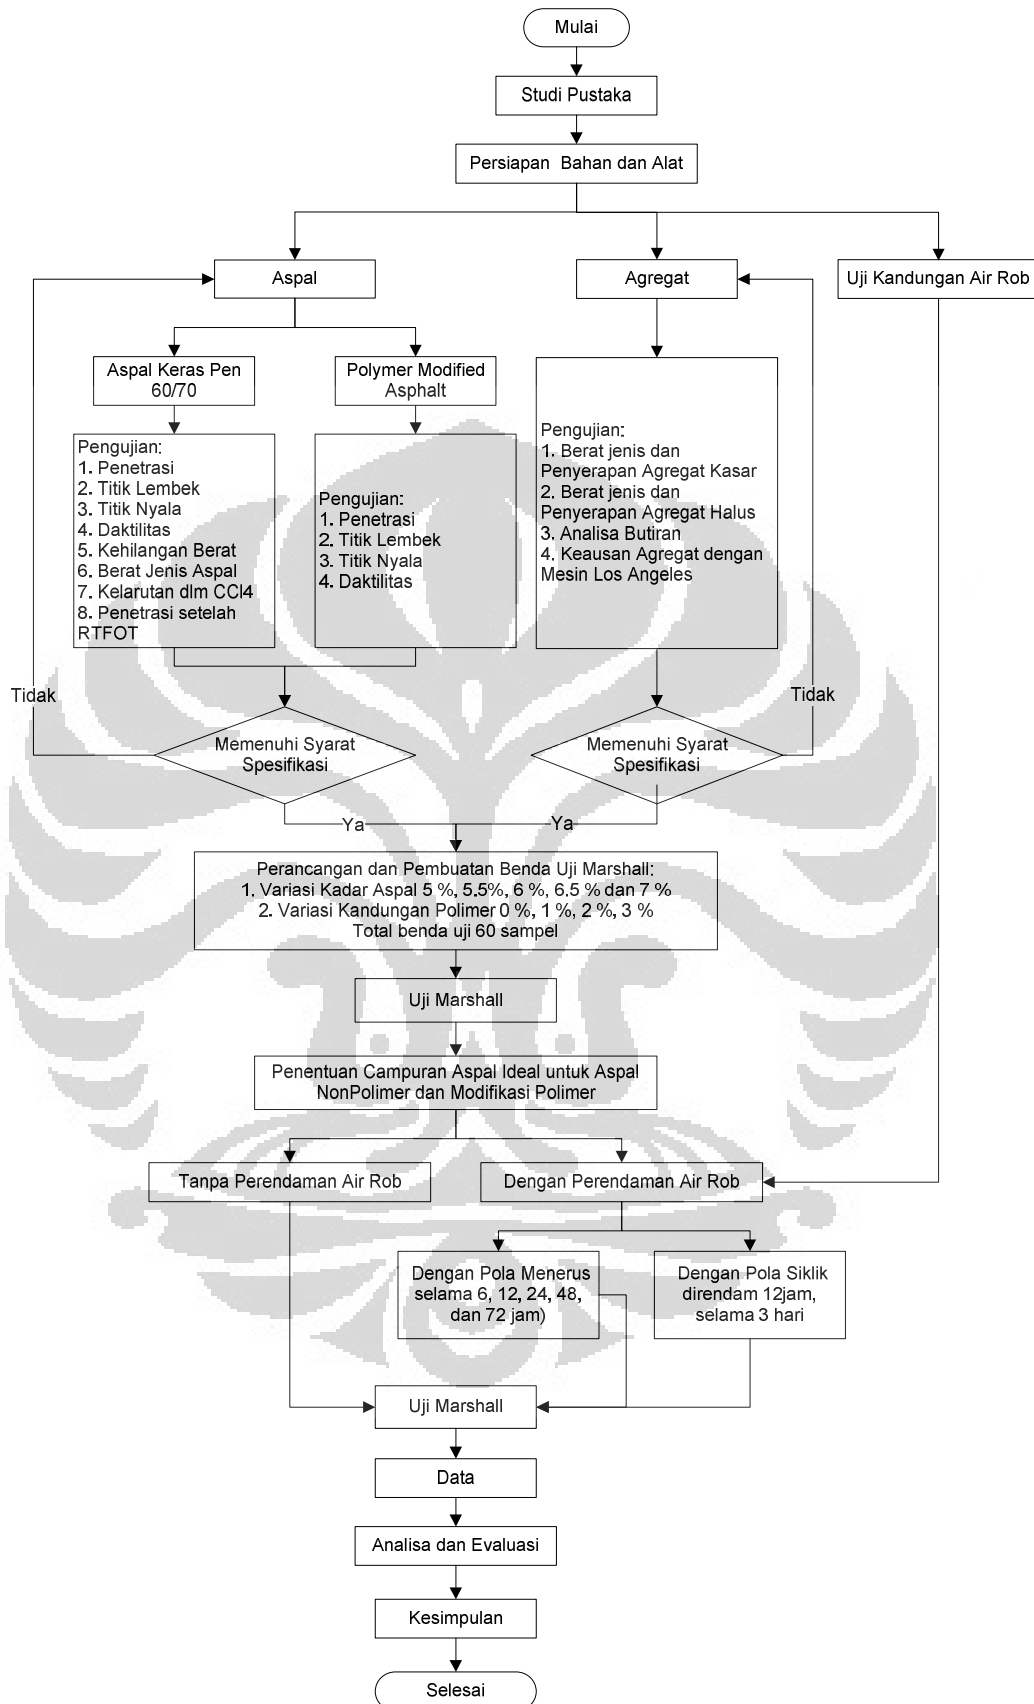 Mulai
Studi Pustaka
Persiapan Bahan dan Alat
Aspal
Agregat
Uji Kandungan Air Rob
Aspal Keras Pen
60/70
Polymer Modified
Asphalt
Pengujian:
1. Penetrasi
2. Titik Lembek
3. Titik Nyala
4. Daktilitas
5. Kehilangan Berat
6. Berat Jenis Aspal
7. Kelarutan dlm CCl4
8. Penetrasi setelah
RTFOT
Pengujian:
1. Penetrasi
2. Titik Lembek
3. Titik Nyala
4. Daktilitas
Pengujian:
1. Berat jenis dan
Penyerapan Agregat Kasar
2. Berat jenis dan
Penyerapan Agregat Halus
3. Analisa Butiran
4. Keausan Agregat dengan
Mesin Los Angeles
Tidak
Tidak
Memenuhi Syarat
Spesifikasi
Memenuhi Syarat
Spesifikasi
Ya
Ya
Perancangan dan Pembuatan Benda Uji Marshall:
1. Variasi Kadar Aspal 5 %, 5,5%, 6 %, 6,5 % dan 7 %
2. Variasi Kandungan Polimer 0 %, 1 %, 2 %, 3 %
Total benda uji 60 sampel
Uji Marshall
Penentuan Campuran Aspal Ideal untuk Aspal
NonPolimer dan Modifikasi Polimer
Tanpa Perendaman Air Rob
Dengan Perendaman Air Rob
Dengan Pola Menerus
selama 6, 12, 24, 48,
dan 72 jam)
Dengan Pola Siklik
direndam 12jam,
selama 3 hari
Uji Marshall
Data
Analisa dan Evaluasi
Kesimpulan
Selesai